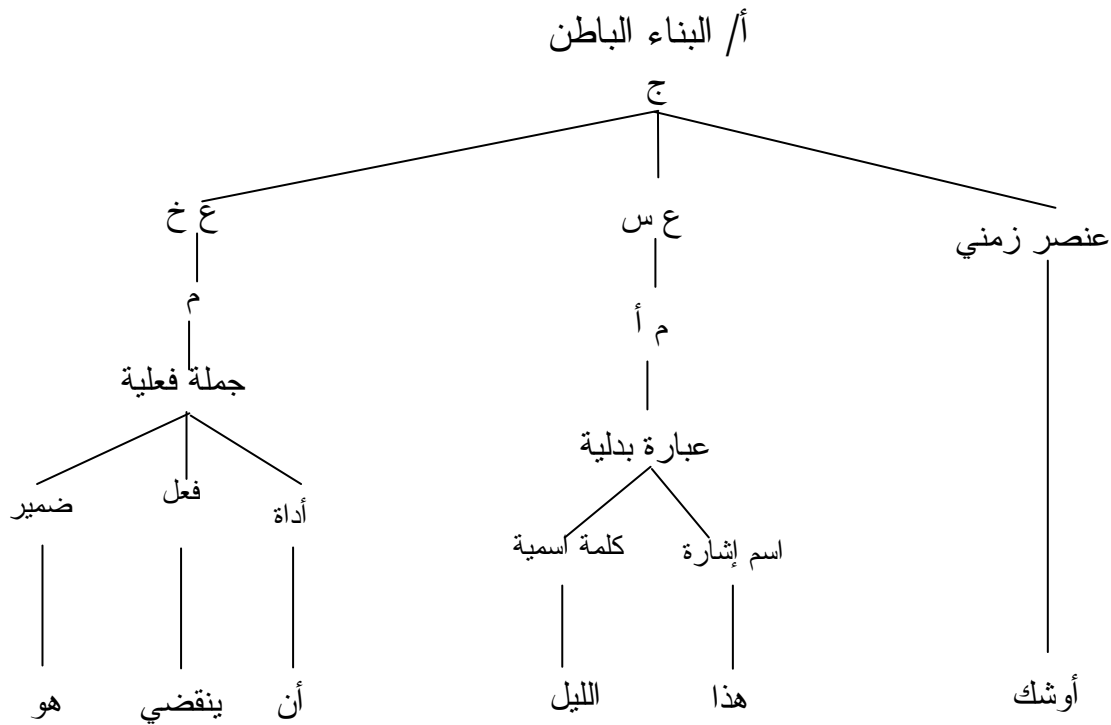 أ/ البناء الباطن
ج
عنصر زمني
ع س
ع خ
م أ
م
جملة فعلية
عبارة بدلية
أداة
فعل
ضمير
اسم إشارة
كلمة اسمية
أوشك
هذا
الليل
أن
ينقضي
هو